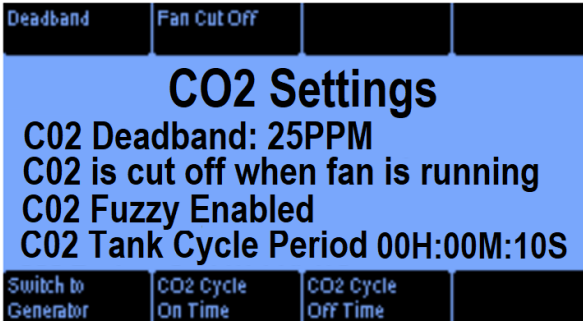 Deadband Fan Cut Off
CO2 Settings
C02 Deadband: 25PPM
C02 is cut off when fan is running
C02 Fuzzy Enabled
C02 Tank Cycle Period 00H:00M:10S
Switch to CO2 Cycle CO2 Cycle
Generator On Time Off Time